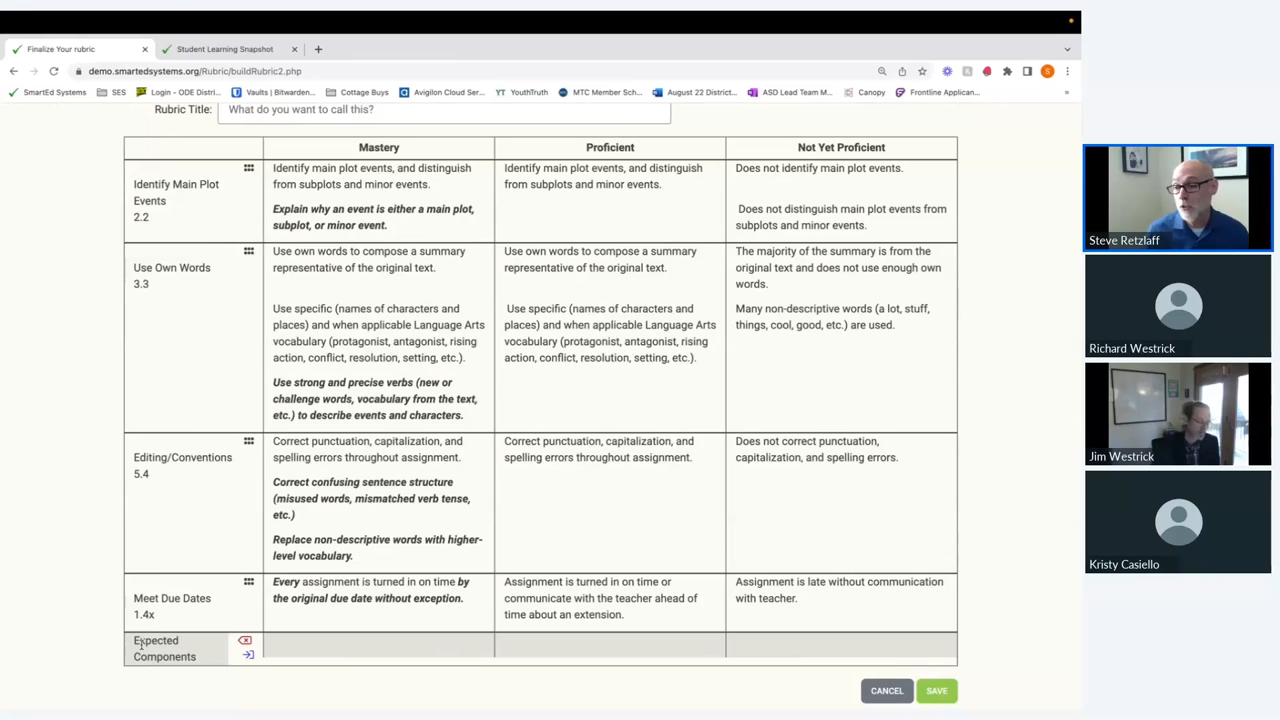 Finalize Your rubric
Student Learning Snapshot
demo.smartedsystems.org/Rubric/buildRubric2.php
S
SmartEd Systems
SES
Login - ODE Distri...
Vaults | Bitwarden...
Cottage Buys
Avigilon Cloud Ser...
YT YouthTruth
MTC Member Sch...
August 22 District...
ASD Lead Team M...
Canopy
Frontline Applican...
»
Rubric Title:
What do you want to call this?
Mastery
Proficient
Not Yet Proficient
Identify Main Plot
Events
2.2
Identify main plot events, and distinguish
from subplots and minor events.
Explain why an event is either a main plot,
subplot, or minor event.
Identify main plot events, and distinguish
from subplots and minor events.
Does not identify main plot events.
Does not distinguish main plot events from
subplots and minor events.
Use Own Words
3.3
Use own words to compose a summary
representative of the original text.
Use specific (names of characters and
places) and when applicable Language Arts
vocabulary (protagonist, antagonist, rising
action, conflict, resolution, setting, etc.).
Use strong and precise verbs (new or
challenge words, vocabulary from the text,
etc.) to describe events and characters.
Use own words to compose a summary
representative of the original text.
Use specific (names of characters and
places) and when applicable Language Arts
vocabulary (protagonist, antagonist, rising
action, conflict, resolution, setting, etc.).
The majority of the summary is from the
original text and does not use enough own
words.
Many non-descriptive words (a lot, stuff,
things, cool, good, etc.) are used.
Editing/Conventions
5.4
Correct punctuation, capitalization, and
spelling errors throughout assignment.
Correct confusing sentence structure
(misused words, mismatched verb tense,
etc.)
Replace non-descriptive words with higher-
level vocabulary.
Correct punctuation, capitalization, and
spelling errors throughout assignment.
Does not correct punctuation,
capitalization, and spelling errors.
Meet Due Dates
1.4x
Every assignment is turned in on time by
the original due date without exception.
Assignment is turned in on time or
communicate with the teacher ahead of
time about an extension.
Assignment is late without communication
with teacher.
Expected
Components
CANCEL
SAVE
Steve Retzlaff
Richard Westrick
Jim Westrick
Kristy Casiello